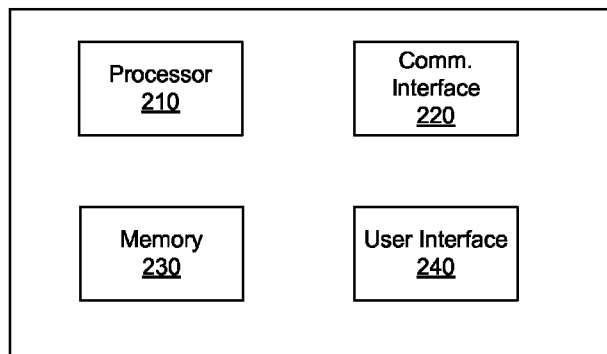 Processor
210
Comm.
Interface
220
Memory
230
User Interface
240